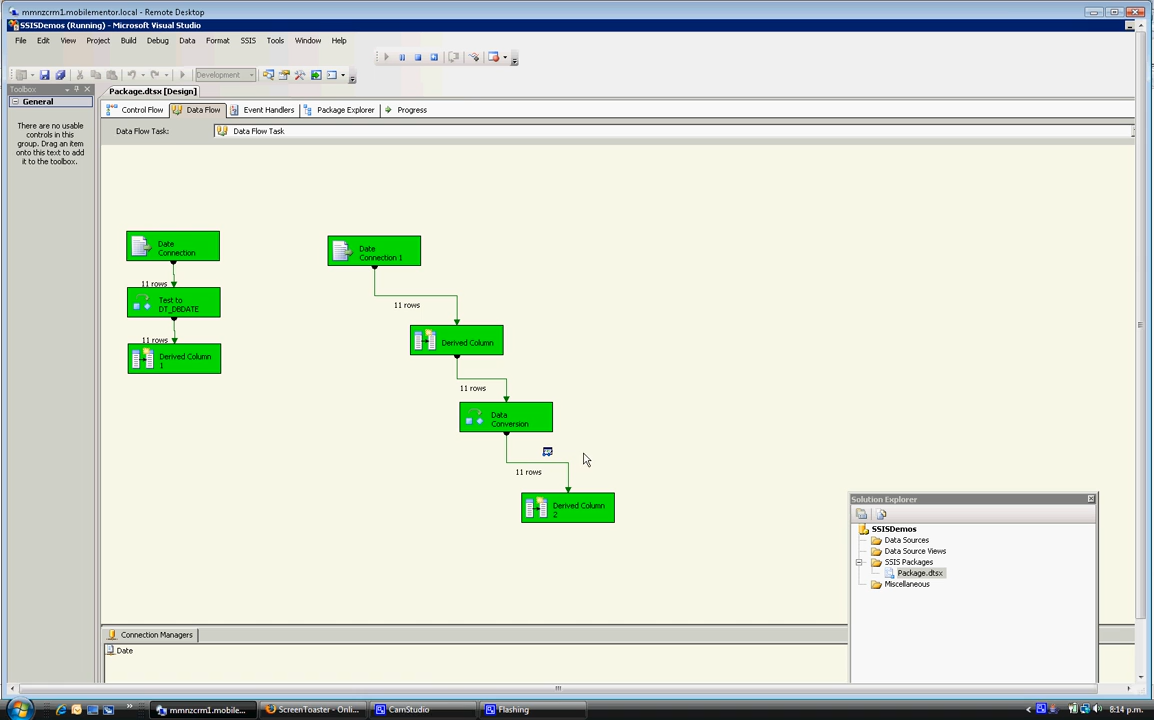 mmnzcrm1.mobilementor.local - Remote Desktop
SSISDemos (Running) - Microsoft Visual Studio
File Edit View Project Build Debug Data Format SSIS Tools Window Help
Development
Toolbox
Package.dtsx [Design]
General
Control Flow Data Flow Event Handlers Package Explorer Progress
There are no usable
controls in this
group. Drag an item
onto this text to add
it to the toolbox.
Data Flow Task: Data Flow Task
Date
Connection
11 rows
Test to
DT_DBDATE
11 rows
Derived Column
1
Date
Connection 1
11 rows
Derived Column
11 rows
Data
Conversion
11 rows
Derived Column
2
Solution Explorer
SSISDemos
Data Sources
Data Source Views
SSIS Packages
Package.dtsx
Miscellaneous
Connection Managers
Date
mmnzcrm1.mobile...
ScreenToaster - Onli...
CamStudio
Flashing
8:14 p.m.